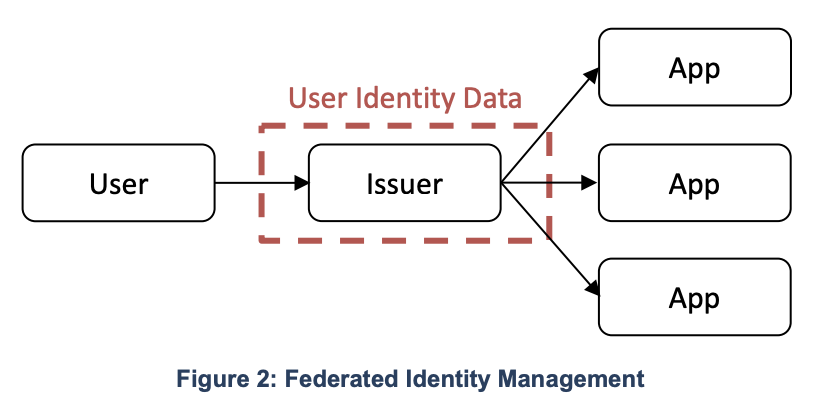 User Identity Data
User
Issuer
App
App
App
Figure 2: Federated Identity Management